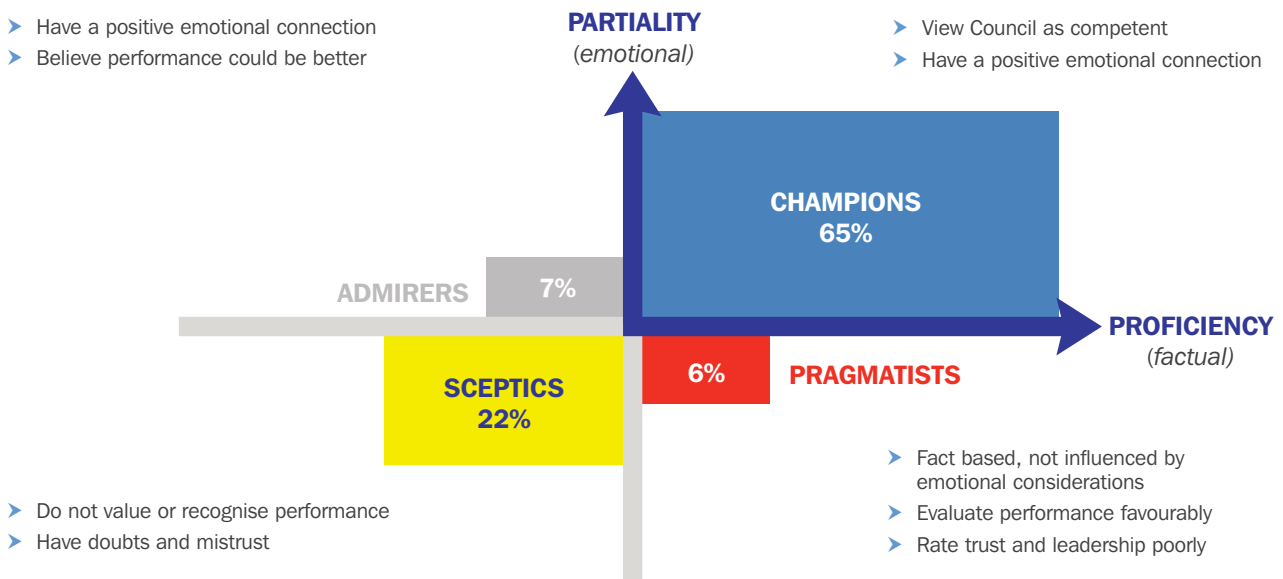 Have a positive emotional connection
Believe performance could be better
PARTIALITY
(emotional)
View Council as competent
Have a positive emotional connection
CHAMPIONS
65%
ADMIRERS
7%
PROFICIENCY
(factual)
SCEPTICS
22%
6%
PRAGMATISTS
Do not value or recognise performance
Have doubts and mistrust
Fact based, not influenced by
emotional considerations
Evaluate performance favourably
Rate trust and leadership poorly